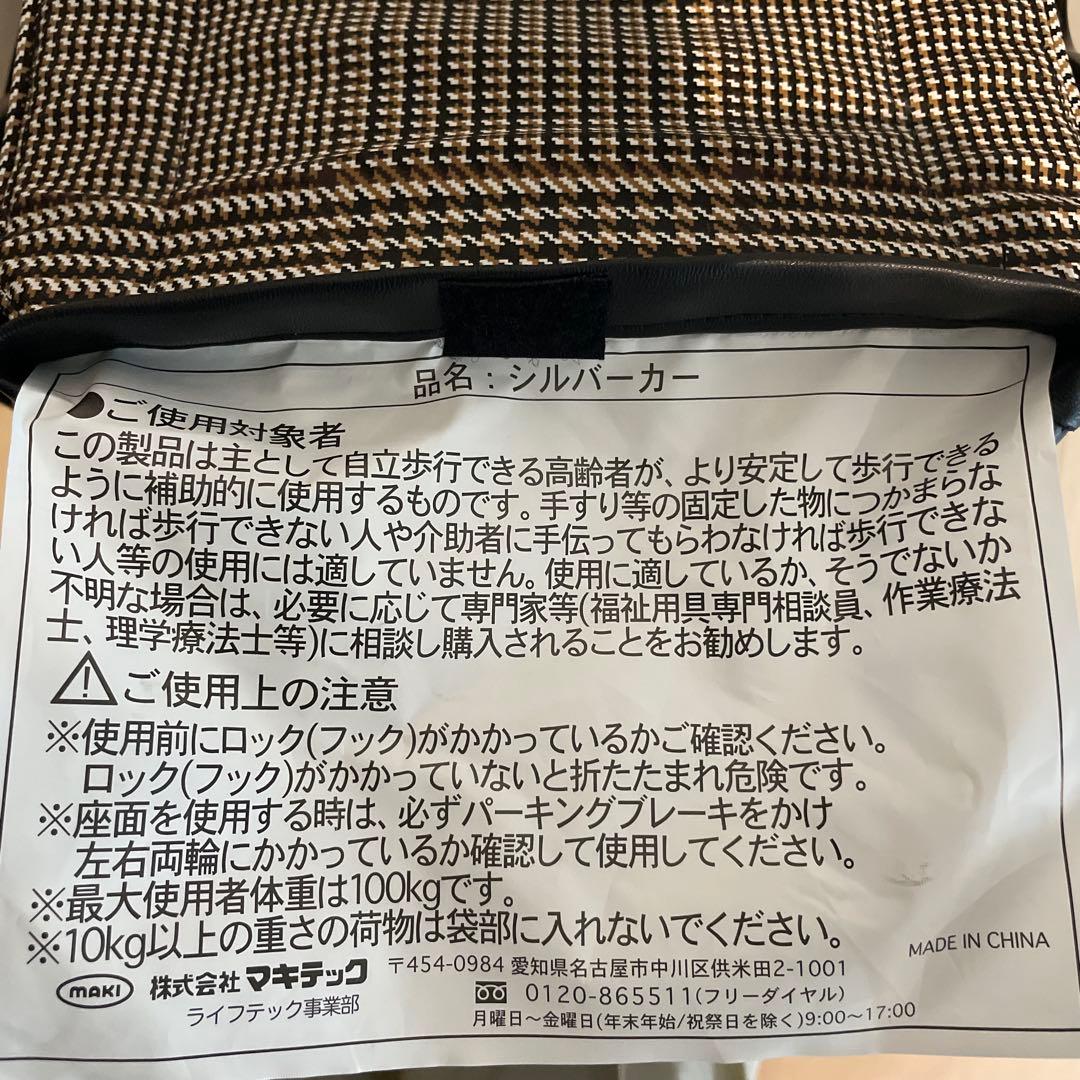 品名：シルバーカー
●ご使用対象者
この製品は主として自立歩行できる高齢者が、より安定して歩行できる
ように補助的に使用するものです。手すり等の固定した物につかまらな
ければ歩行できない人や介助者に手伝ってもらわなければ歩行できな
い人等の使用には適していません。使用に適しているか、そうでないか
不明な場合は、必要に応じて専門家等(福祉用具専門相談員、作業療法
士、理学療法士等)に相談し購入されることをお勧めします。
⚠ご使用上の注意
※使用前にロック(フック)がかかっているかご確認ください。
ロック(フック)がかかっていないと折たたまれ危険です。
※座面を使用する時は、必ずパーキングブレーキをかけ
左右両輪にかかっているか確認して使用してください。
※最大使用者体重は100kgです。
※10kg以上の重さの荷物は袋部に入れないでください。
MADE IN CHINA
MAKI 株式会社 マキテック 〒454-0984 愛知県名古屋市中川区供米田2-1001
ライフテック事業部 0120-865511(フリーダイヤル)
月曜日～金曜日(年末年始/祝祭日を除く)9:00～17:00